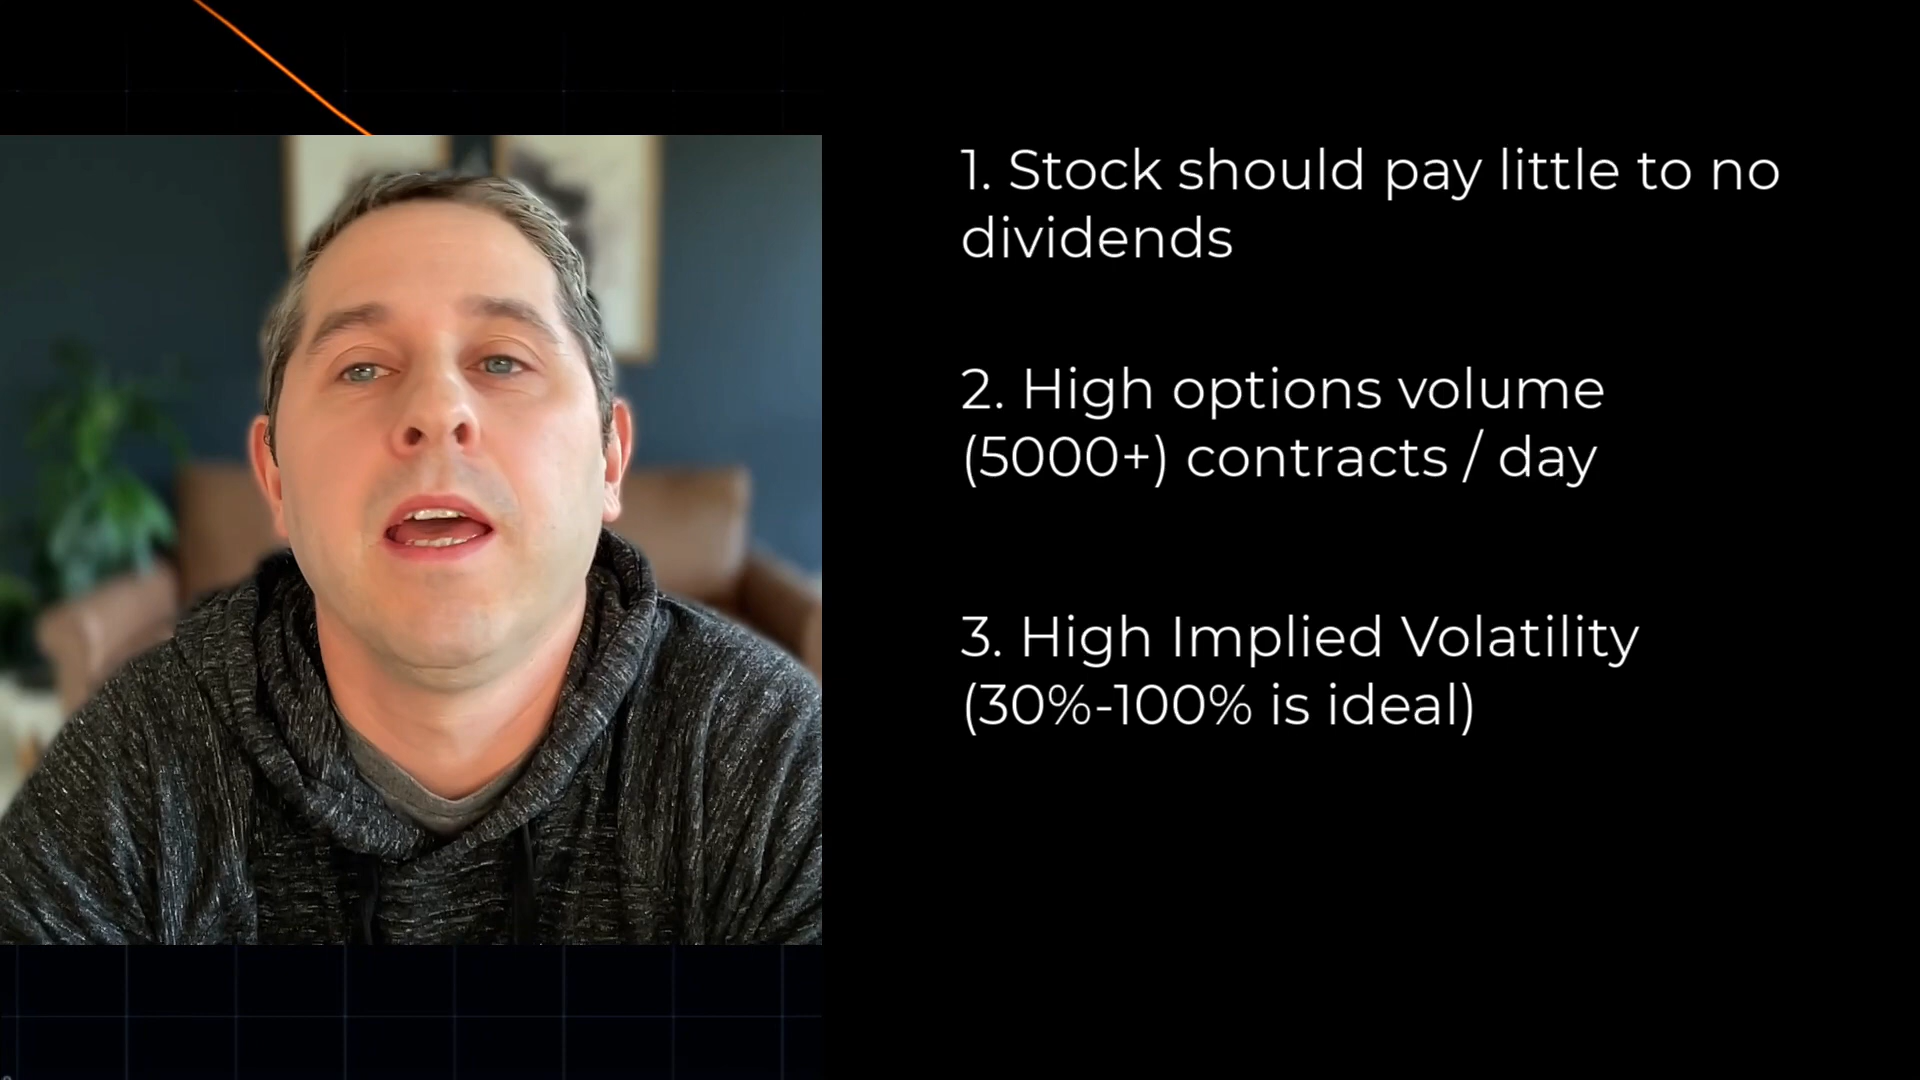 1. Stock should pay little to no
dividends
2. High options volume
(5000+) contracts / day
3. High Implied Volatility
(30%-100% is ideal)